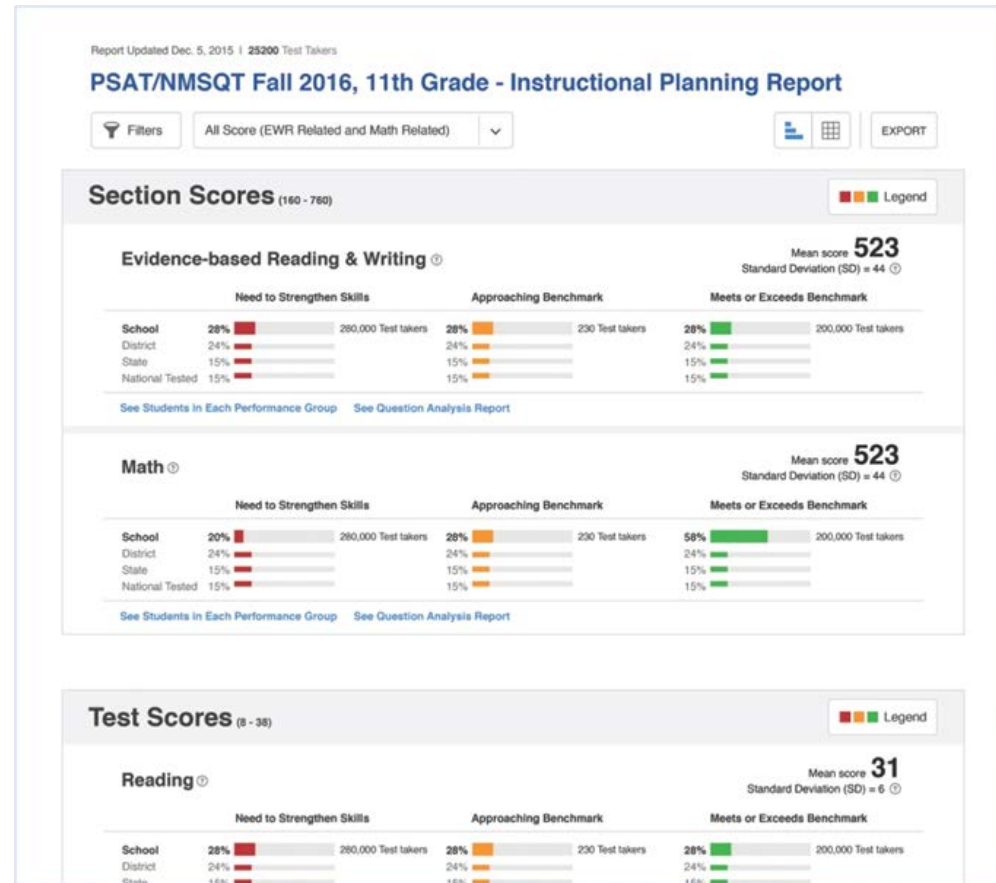 Report Updated Dec. 5, 2015 | 25200 Test Takers
PSAT/NMSQT Fall 2016, 11th Grade - Instructional Planning Report
Filters All Score (EWR Related and Math Related) EXPORT
Section Scores (160 - 760) Legend
Evidence-based Reading & Writing Mean score 523
Standard Deviation (SD) = 44
Need to Strengthen Skills Approaching Benchmark Meets or Exceeds Benchmark
School 28% 280,000 Test takers 28% 230 Test takers 28% 200,000 Test takers
District 24% 24% 24%
State 15% 15% 15%
National Tested 15% 15% 15%
See Students in Each Performance Group See Question Analysis Report
Math Mean score 523
Standard Deviation (SD) = 44
Need to Strengthen Skills Approaching Benchmark Meets or Exceeds Benchmark
School 20% 280,000 Test takers 28% 230 Test takers 58% 200,000 Test takers
District 24% 24% 24%
State 15% 15% 15%
National Tested 15% 15% 15%
See Students in Each Performance Group See Question Analysis Report
Test Scores (8 - 38) Legend
Reading Mean score 31
Standard Deviation (SD) = 6
Need to Strengthen Skills Approaching Benchmark Meets or Exceeds Benchmark
School 28% 280,000 Test takers 28% 230 Test takers 28% 200,000 Test takers
District 24% 24% 24%
State 15% 15% 15%